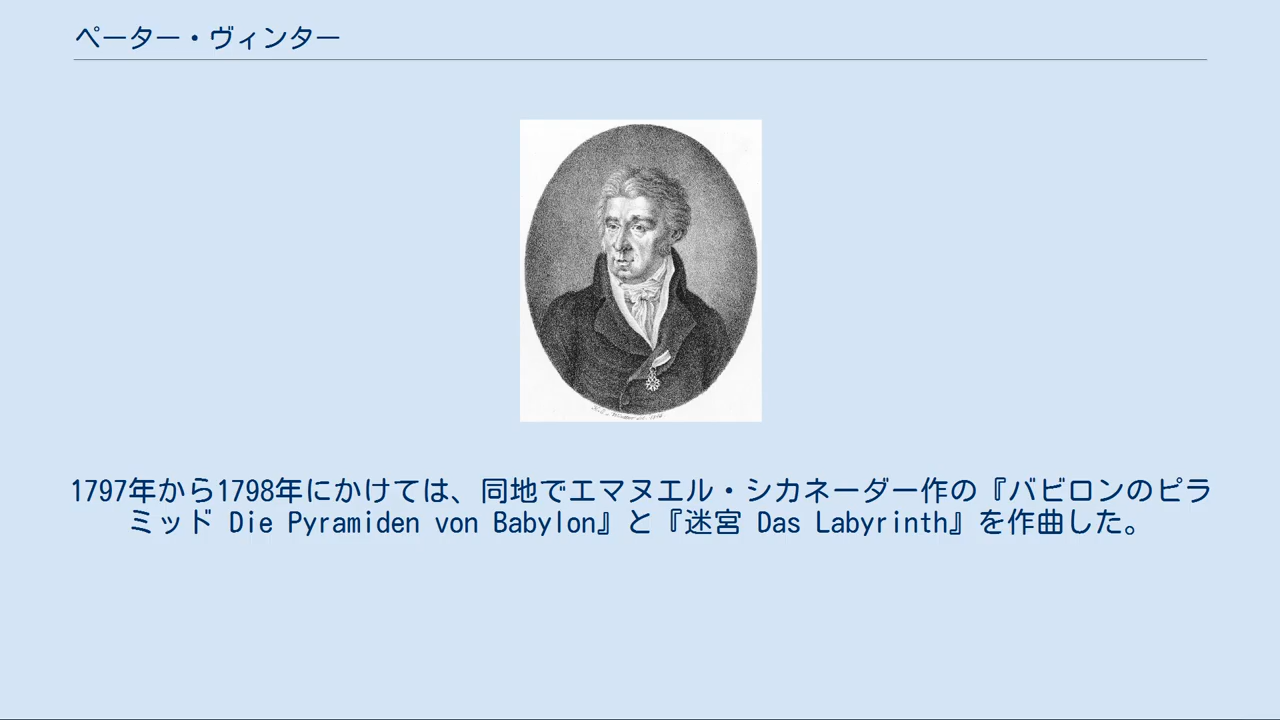 ペーター・ヴィンター
1797年から1798年にかけては、同地でエマヌエル・シカネーダー作の『バビロンのピラ
ミッド Die Pyramiden von Babylon』と『迷宮 Das Labyrinth』を作曲した。